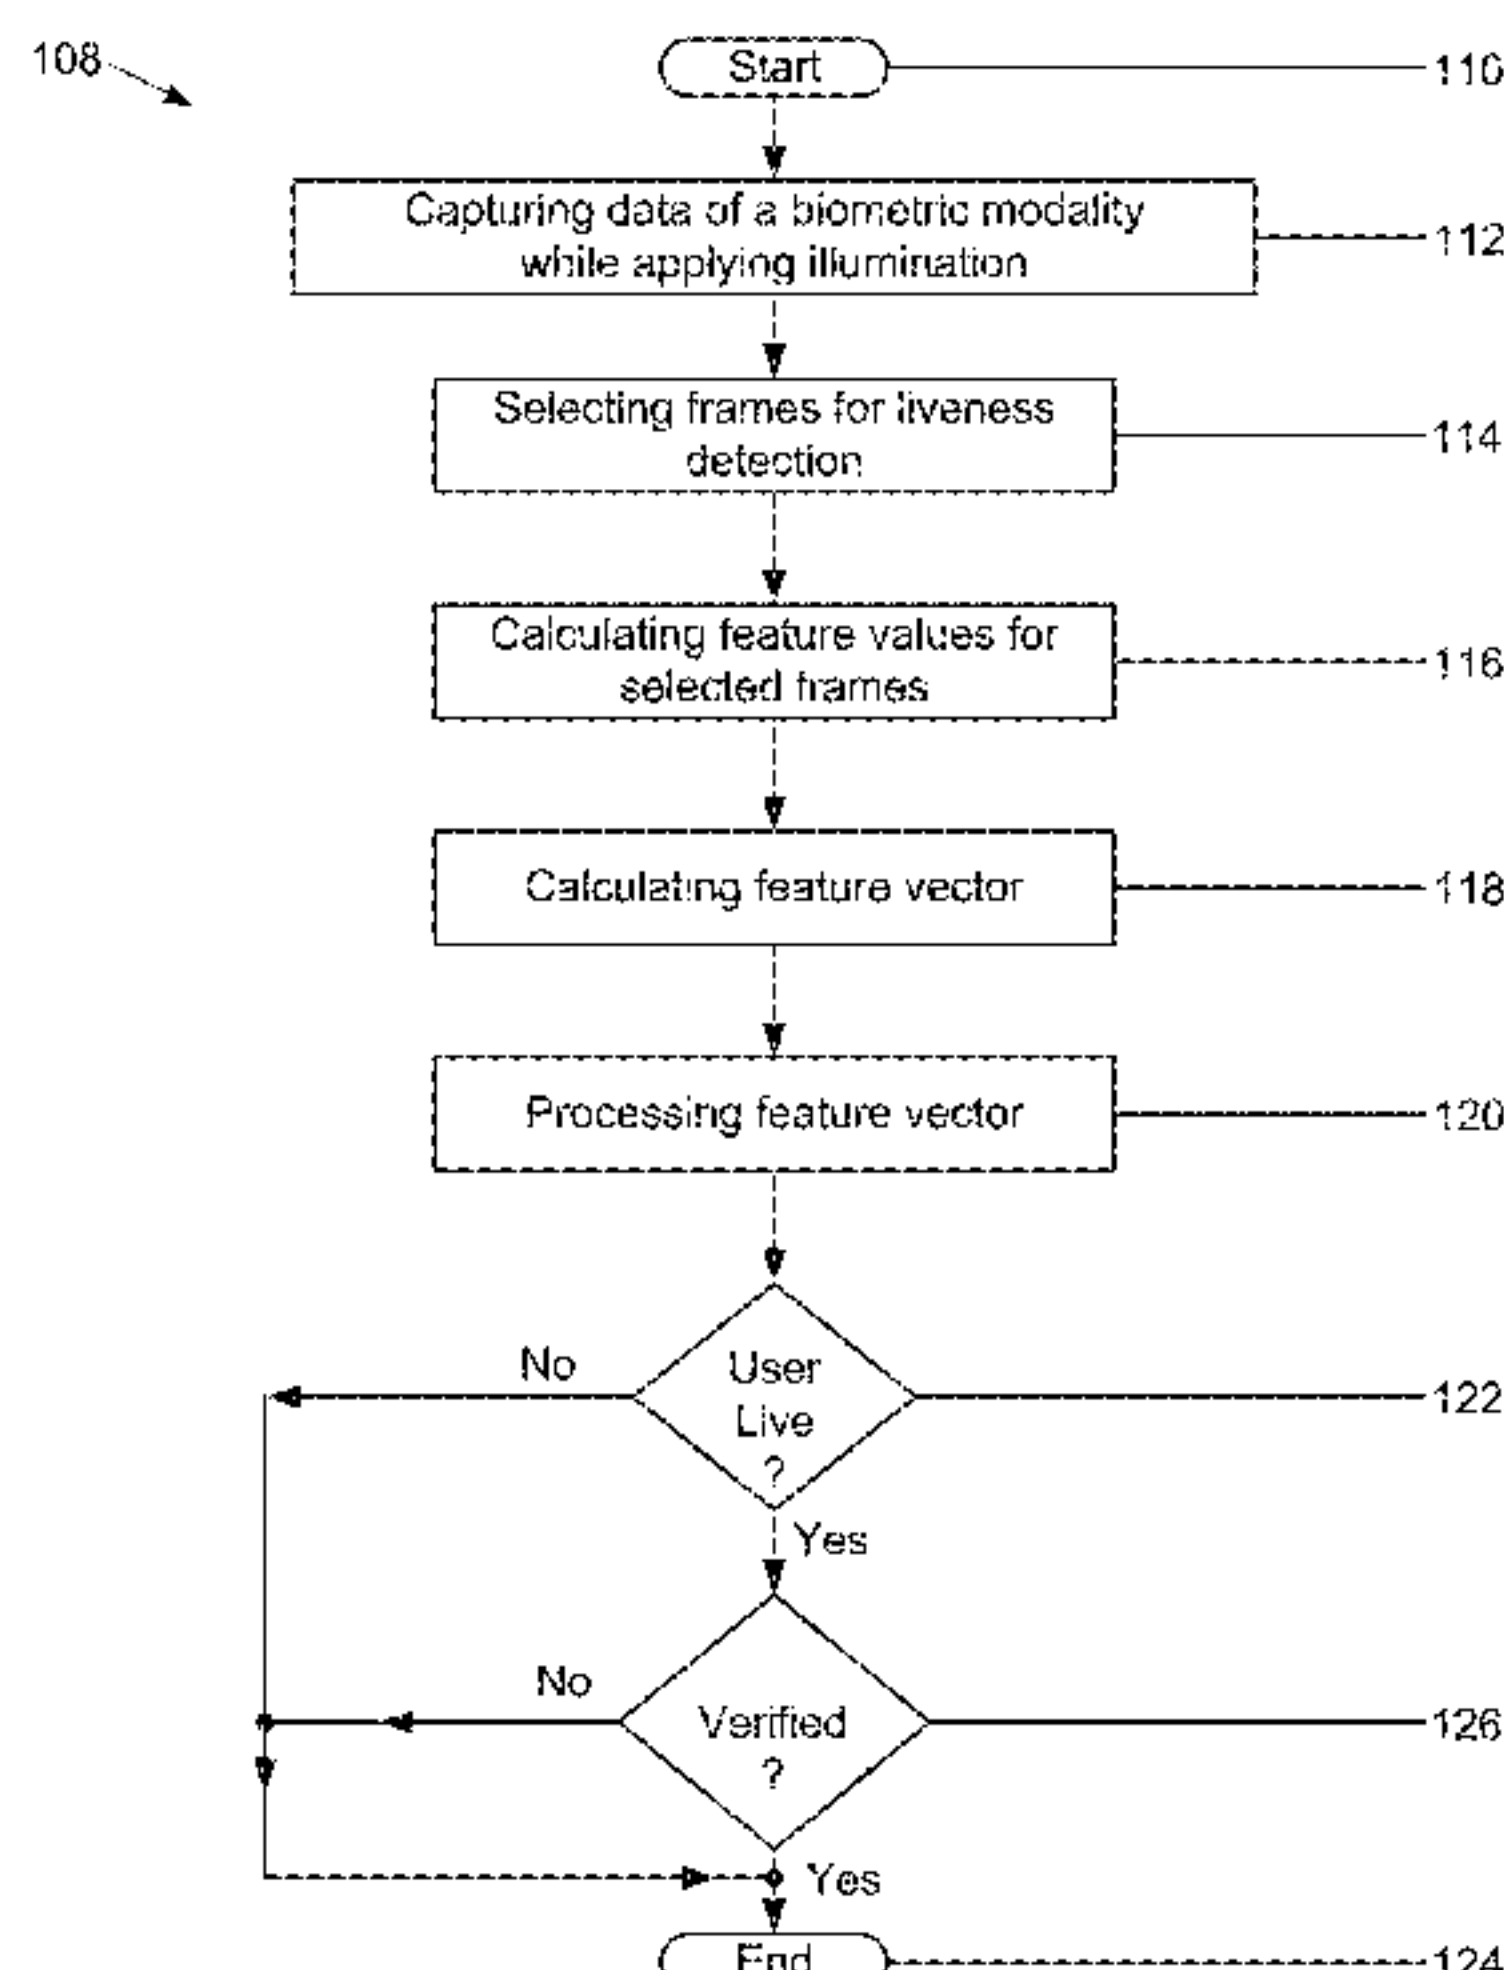 108
Start
110
Capturing data of a biometric modality
while applying illumination
112
Selecting frames for liveness
detection
114
Calculating feature values for
selected frames
116
Calculating feature vector
118
Processing feature vector
120
No
User
Live
?
122
Yes
No
Verified
?
126
Yes
End
124